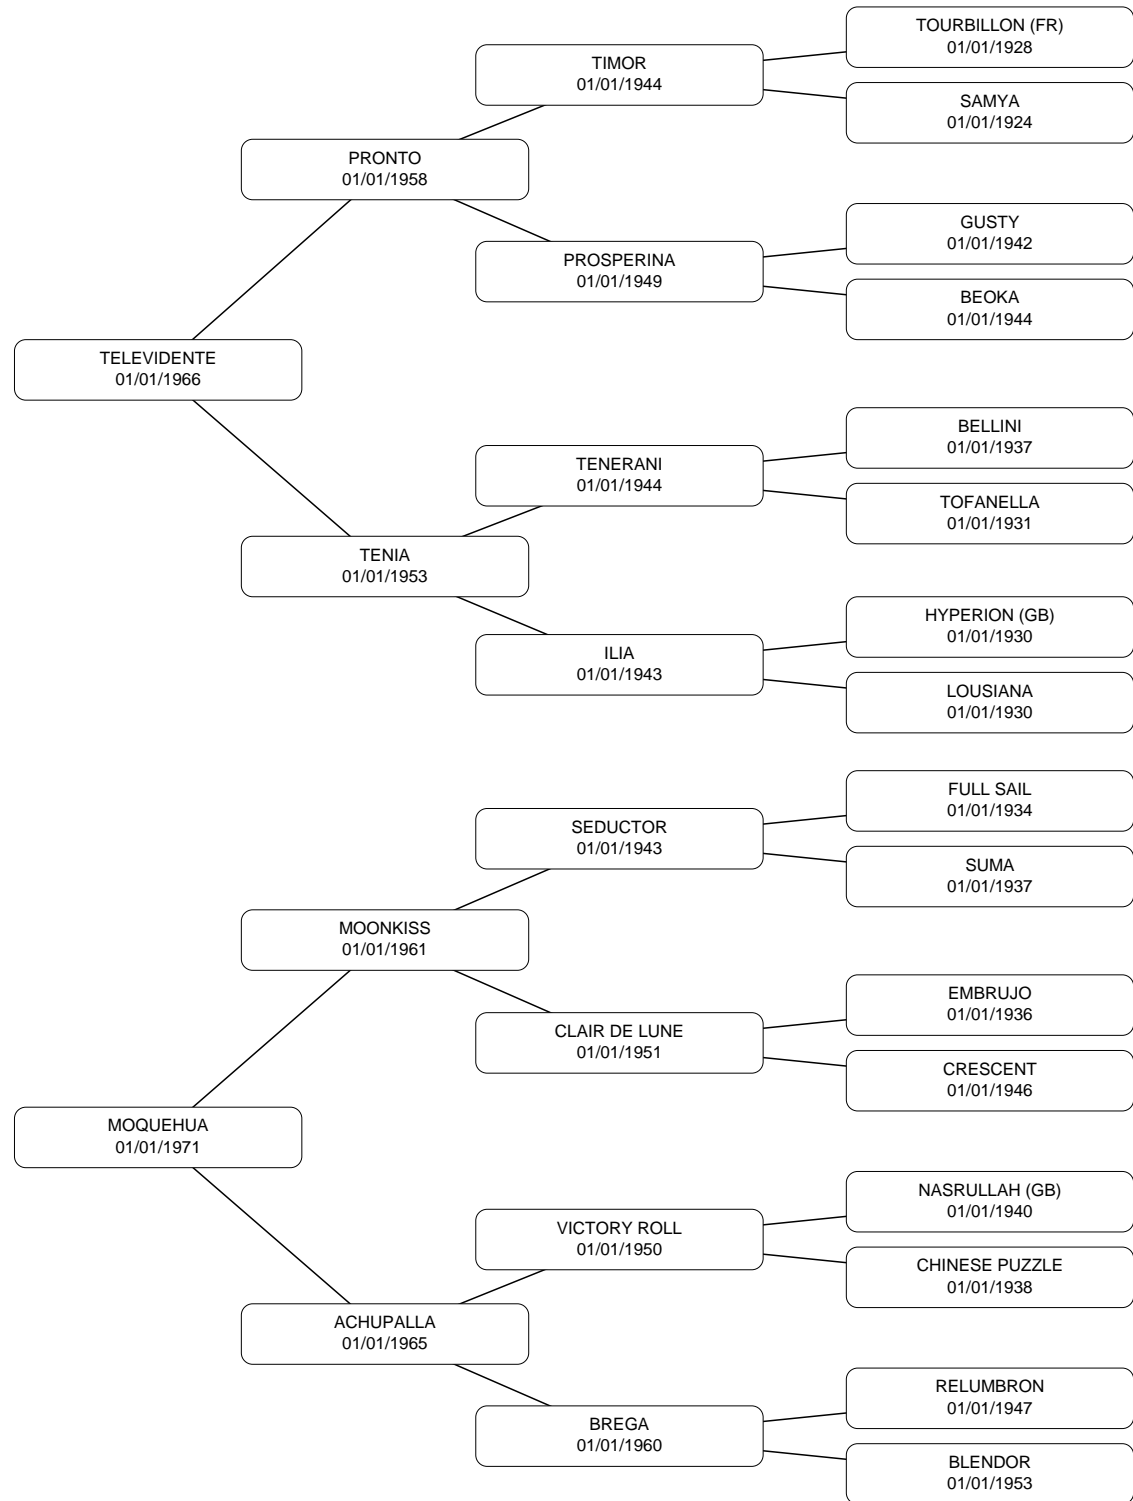 TOURBILLON (FR)
01/01/1928
TIMOR
01/01/1944
SAMYA
01/01/1924
PRONTO
01/01/1958
GUSTY
01/01/1942
PROSPERINA
01/01/1949
BEOKA
01/01/1944
TELEVIDENTE
01/01/1966
BELLINI
01/01/1937
TENERANI
01/01/1944
TOFANELLA
01/01/1931
TENIA
01/01/1953
HYPERION (GB)
01/01/1930
ILIA
01/01/1943
LOUSIANA
01/01/1930
FULL SAIL
01/01/1934
SEDUCTOR
01/01/1943
SUMA
01/01/1937
MOONKISS
01/01/1961
EMBRUJO
01/01/1936
CLAIR DE LUNE
01/01/1951
CRESCENT
01/01/1946
MOQUEHUA
01/01/1971
NASRULLAH (GB)
01/01/1940
VICTORY ROLL
01/01/1950
CHINESE PUZZLE
01/01/1938
ACHUPALLA
01/01/1965
RELUMBRON
01/01/1947
BREGA
01/01/1960
BLENDOR
01/01/1953